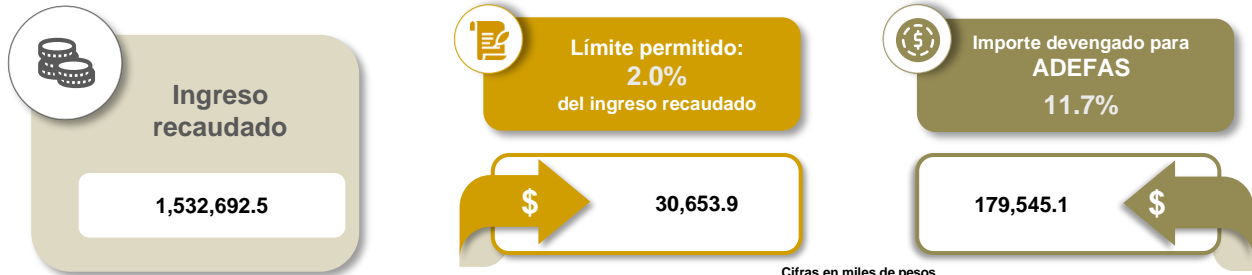 Ingreso
recaudado
1,532,692.5
Límite permitido:
2.0%
del ingreso recaudado
$
30,653.9
Importe devengado para
ADEFAS
11.7%
179,545.1
$
Cifras en miles de pesos